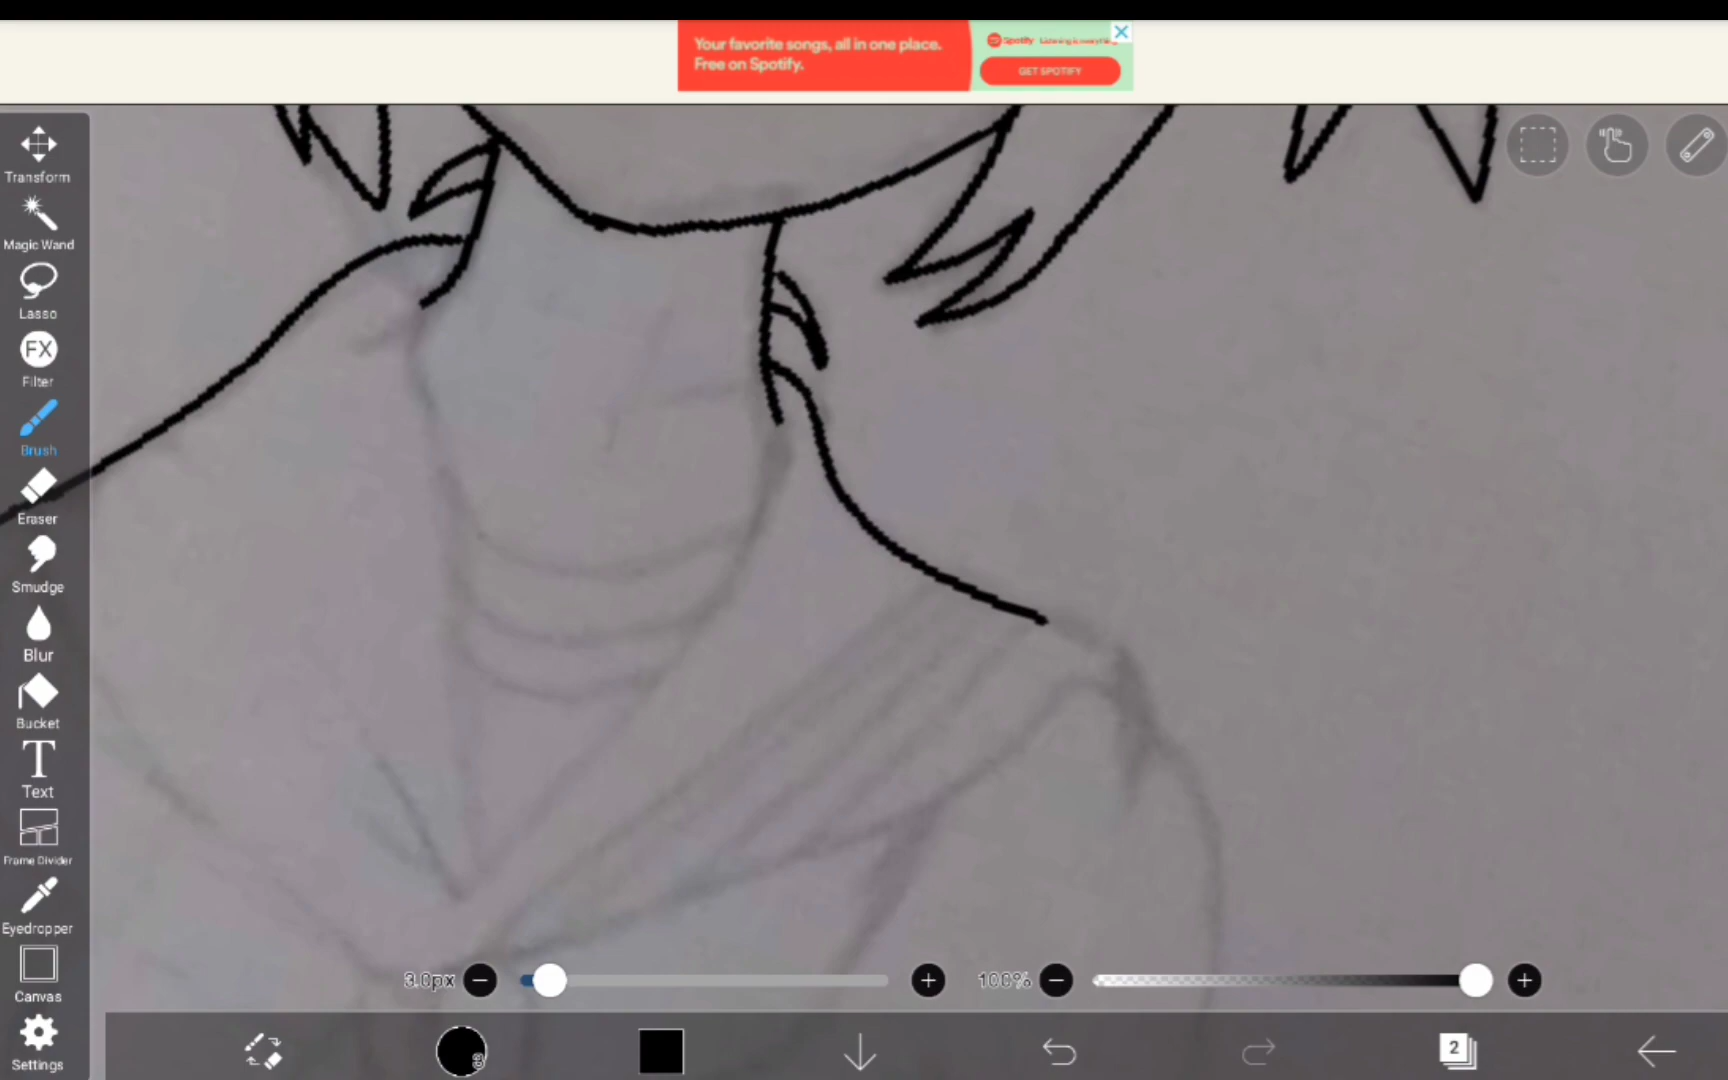 Your favorite songs, all in one place.
Free on Spotify.
Spotify
GET SPOTIFY
Transform
Magic Wand
Lasso
FX
Filter
Brush
Eraser
Smudge
Blur
Bucket
T
Text
Frame Divider
Eyedropper
Canvas
Settings
3.0px
100%
3
2